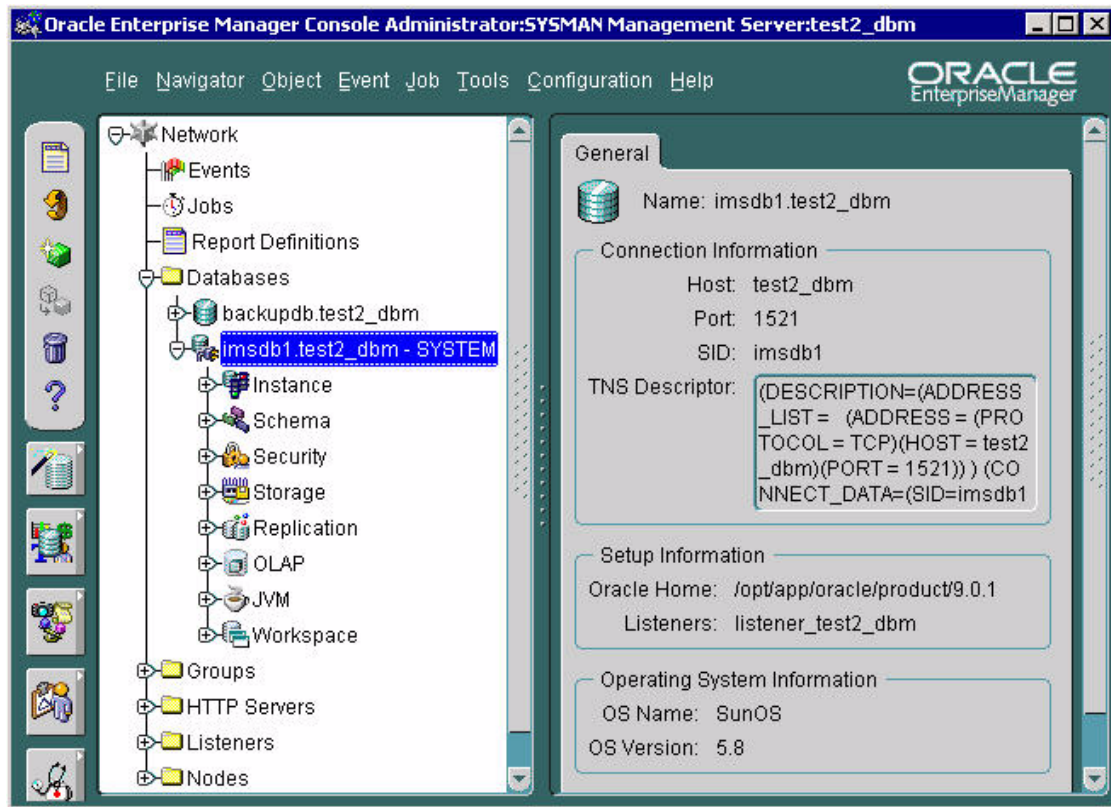 Oracle Enterprise Manager Console Administrator:SYSMAN Management Server:test2_dbm
File Navigator Object Event Job Tools Configuration Help
ORACLE
EnterpriseManager
Network
Events
Jobs
Report Definitions
Databases
backupdb.test2_dbm
imsdb1.test2_dbm - SYSTEM
Instance
Schema
Security
Storage
Replication
OLAP
JVM
Workspace
Groups
HTTP Servers
Listeners
Nodes
General
Name: imsdb1.test2_dbm
Connection Information
Host: test2_dbm
Port: 1521
SID: imsdb1
TNS Descriptor: (DESCRIPTION=(ADDRESS
_LIST = (ADDRESS = (PRO
TOCOL = TCP)(HOST = test2
_dbm)(PORT = 1521)) ) (CO
NNECT_DATA=(SID=imsdb1
Setup Information
Oracle Home: /opt/app/oracle/product/9.0.1
Listeners: listener_test2_dbm
Operating System Information
OS Name: SunOS
OS Version: 5.8